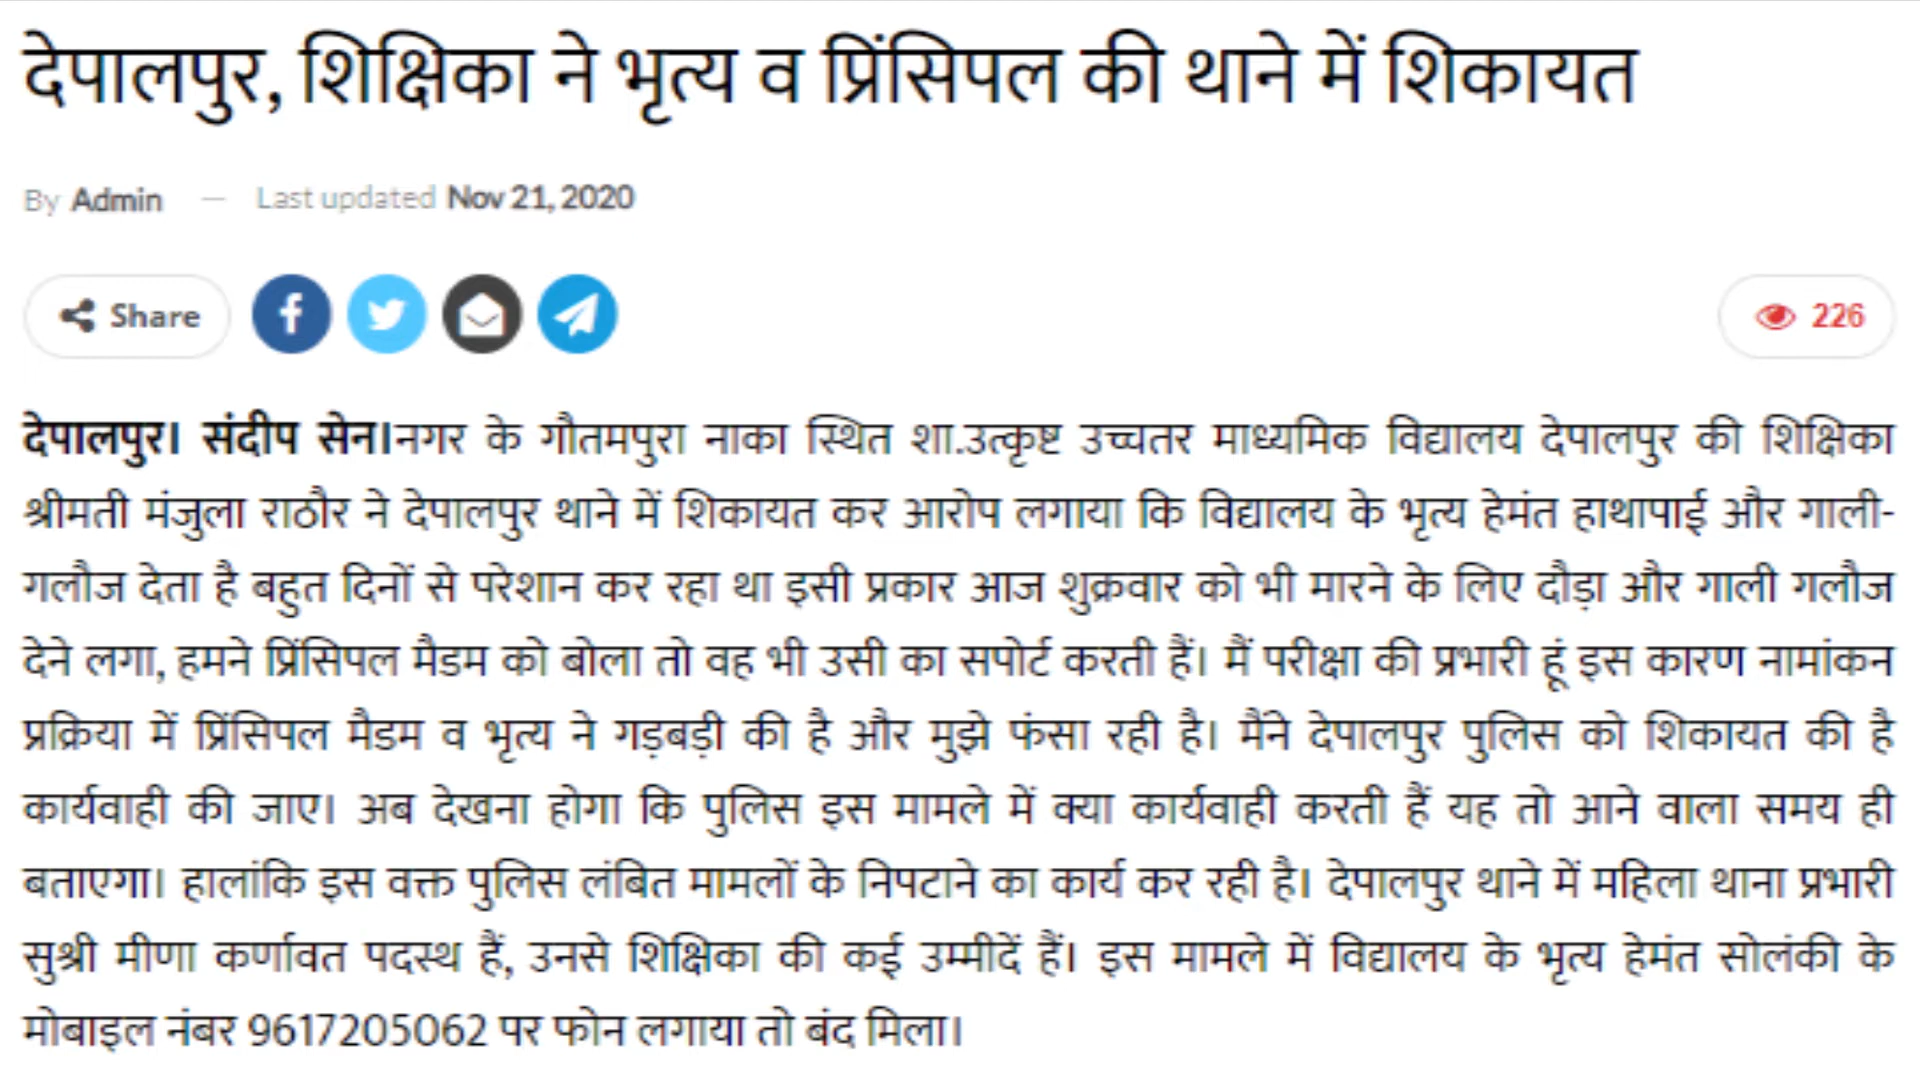 देपालपुर, शिक्षिका ने भृत्य व प्रिंसिपल की थाने में शिकायत
By Admin — Last updated Nov 21, 2020
Share 226
देपालपुर। संदीप सेन।नगर के गौतमपुरा नाका स्थित शा.उत्कृष्ट उच्चतर माध्यमिक विद्यालय देपालपुर की शिक्षिका
श्रीमती मंजुला राठौर ने देपालपुर थाने में शिकायत कर आरोप लगाया कि विद्यालय के भृत्य हेमंत हाथापाई और गाली-
गलौज देता है बहुत दिनों से परेशान कर रहा था इसी प्रकार आज शुक्रवार को भी मारने के लिए दौड़ा और गाली गलौज
देने लगा, हमने प्रिंसिपल मैडम को बोला तो वह भी उसी का सपोर्ट करती हैं। मैं परीक्षा की प्रभारी हूं इस कारण नामांकन
प्रक्रिया में प्रिंसिपल मैडम व भृत्य ने गड़बड़ी की है और मुझे फंसा रही है। मैंने देपालपुर पुलिस को शिकायत की है
कार्यवाही की जाए। अब देखना होगा कि पुलिस इस मामले में क्या कार्यवाही करती हैं यह तो आने वाला समय ही
बताएगा। हालांकि इस वक्त पुलिस लंबित मामलों के निपटाने का कार्य कर रही है। देपालपुर थाने में महिला थाना प्रभारी
सुश्री मीणा कर्णावत पदस्थ हैं, उनसे शिक्षिका की कई उम्मीदें हैं। इस मामले में विद्यालय के भृत्य हेमंत सोलंकी के
मोबाइल नंबर 9617205062 पर फोन लगाया तो बंद मिला।